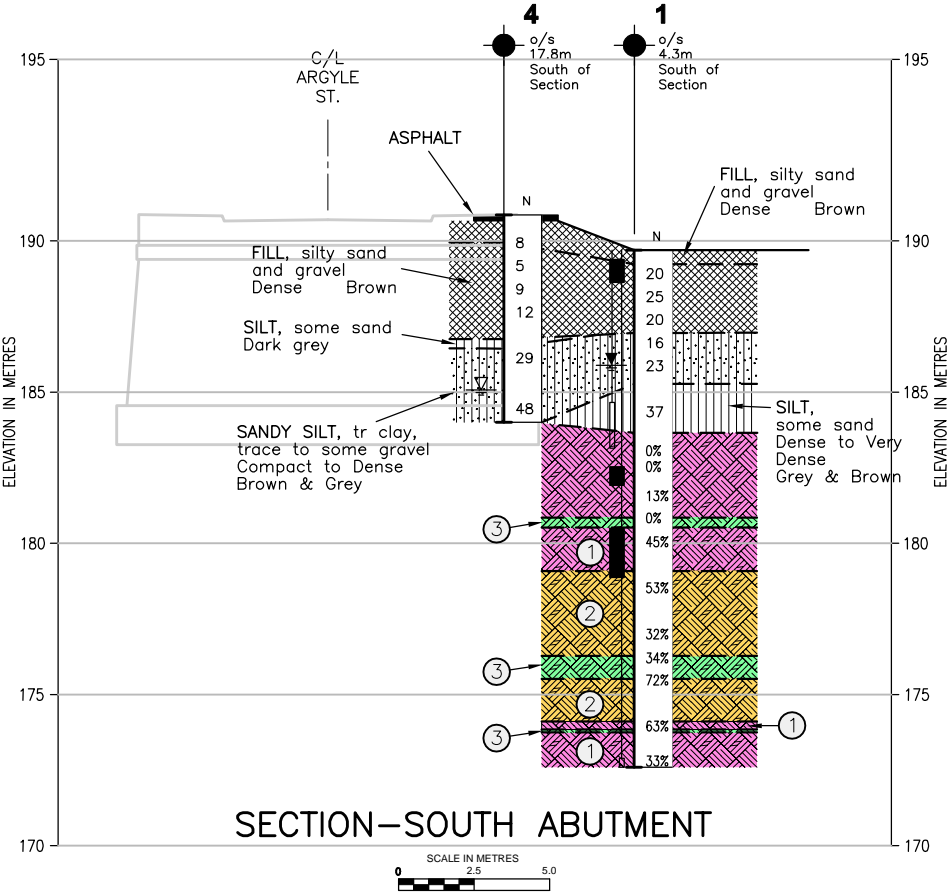 4
1
o/s
17.8m
South of
Section
o/s
4.3m
South of
Section
195
195
C/L
ARGYLE
ST.
ASPHALT
FILL, silty sand
and gravel
Dense Brown
N
N
190
190
8
5
9
12
29
48
20
25
20
16
23
37
FILL, silty sand
and gravel
Dense Brown
SILT, some sand
Dark grey
ELEVATION IN METRES
ELEVATION IN METRES
185
185
SANDY SILT, tr clay,
trace to some gravel
Compact to Dense
Brown & Grey
SILT,
some sand
Dense to Very
Dense
Grey & Brown
0%
0%
13%
0%
45%
53%
32%
34%
72%
63%
33%
3
1
180
180
2
3
175
175
2
3
1
1
SECTION-SOUTH ABUTMENT
170
170
SCALE IN METRES
0 2.5 5.0